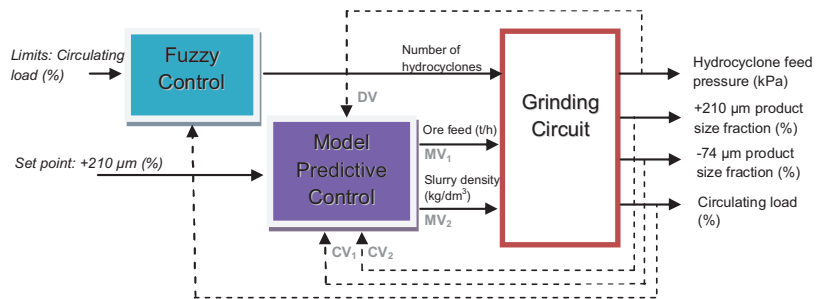 Limits: Circulating
load (%)
Fuzzy
Control
Number of
hydrocyclones
Grinding
Circuit
Hydrocyclone feed
pressure (kPa)
+210 µm product
size fraction (%)
-74 µm product
size fraction (%)
Circulating load
(%)
DV
Set point: +210 µm (%)
Model
Predictive
Control
Ore feed (t/h)
MV₁
Slurry density
(kg/dm³)
MV₂
CV₁
CV₂